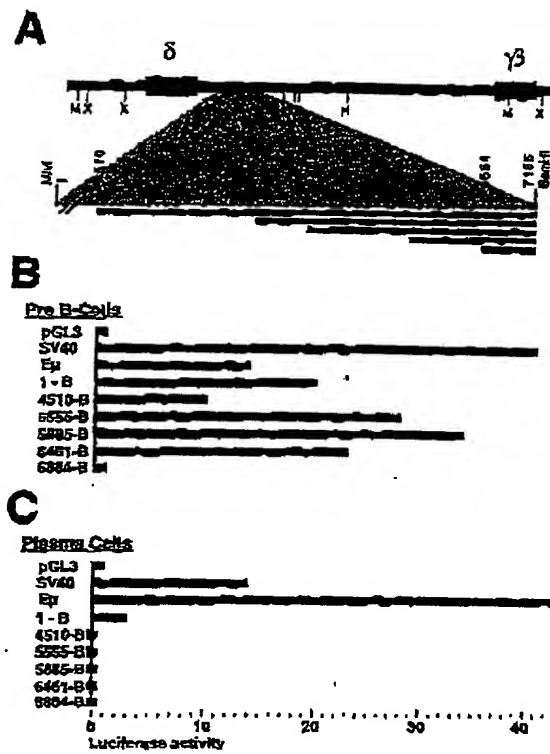 A
δ
γ3
X
X
7185
B
Pre B-Cells
pGL3
SV40
Eμ
1 - B
4510-B
5555-B
5885-B
6461-B
6884-B
C
Plasma Cells
pGL3
SV40
Eμ
1 - B
4510-B
5555-B
5885-B
6461-B
6884-B
0 10 20 30 40
Luciferase activity